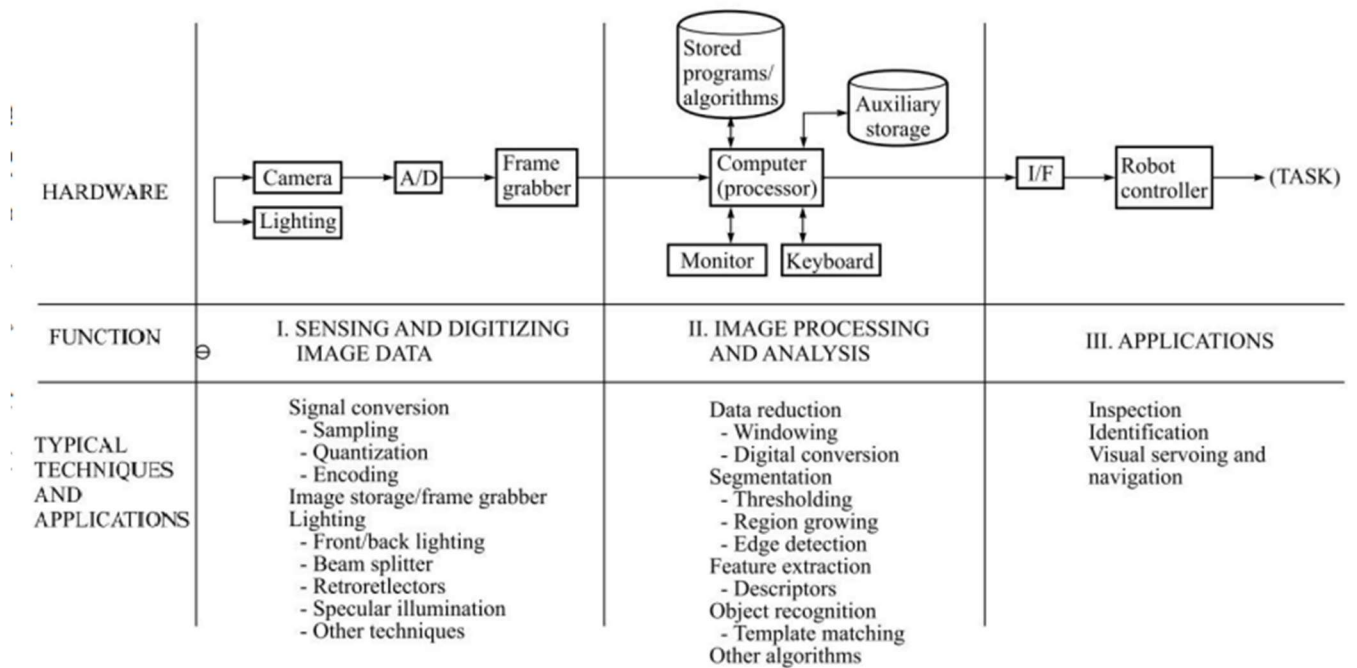 Stored
programs/
algorithms
Auxiliary
storage
HARDWARE
Camera
A/D
Frame
grabber
Computer
(processor)
I/F
Robot
controller
(TASK)
Lighting
Monitor
Keyboard
FUNCTION
I. SENSING AND DIGITIZING
IMAGE DATA
II. IMAGE PROCESSING
AND ANALYSIS
III. APPLICATIONS
TYPICAL
TECHNIQUES
AND
APPLICATIONS
Signal conversion
- Sampling
- Quantization
- Encoding
Image storage/frame grabber
Lighting
- Front/back lighting
- Beam splitter
- Retroretlectors
- Specular illumination
- Other techniques
Data reduction
- Windowing
- Digital conversion
Segmentation
- Thresholding
- Region growing
- Edge detection
Feature extraction
- Descriptors
Object recognition
- Template matching
Other algorithms
Inspection
Identification
Visual servoing and
navigation